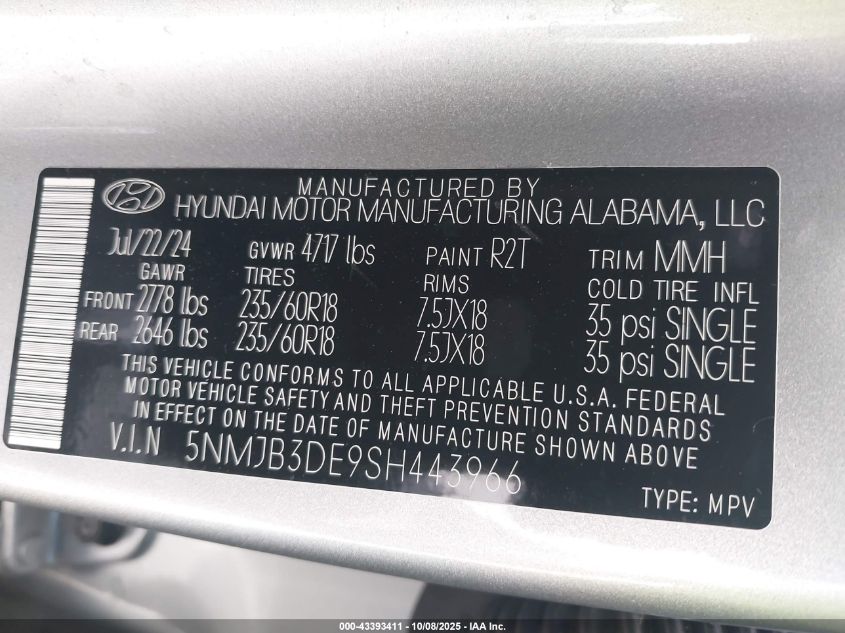 MANUFACTURED BY
HYUNDAI MOTOR MANUFACTURING ALABAMA, LLC
Jul/22/24 GVWR 4717 lbs PAINT R2T TRIM MMH
GAWR TIRES RIMS COLD TIRE INFL
FRONT 2778 lbs 235/60R18 7.5JX18 35 psi SINGLE
REAR 2646 lbs 235/60R18 7.5JX18 35 psi SINGLE
THIS VEHICLE CONFORMS TO ALL APPLICABLE U.S.A. FEDERAL
MOTOR VEHICLE SAFETY AND THEFT PREVENTION STANDARDS
IN EFFECT ON THE DATE OF MANUFACTURE SHOWN ABOVE
V.I.N 5NMJB3DE9SH443966
TYPE: MPV
000-43393411 - 10/08/2025 - IAA Inc.